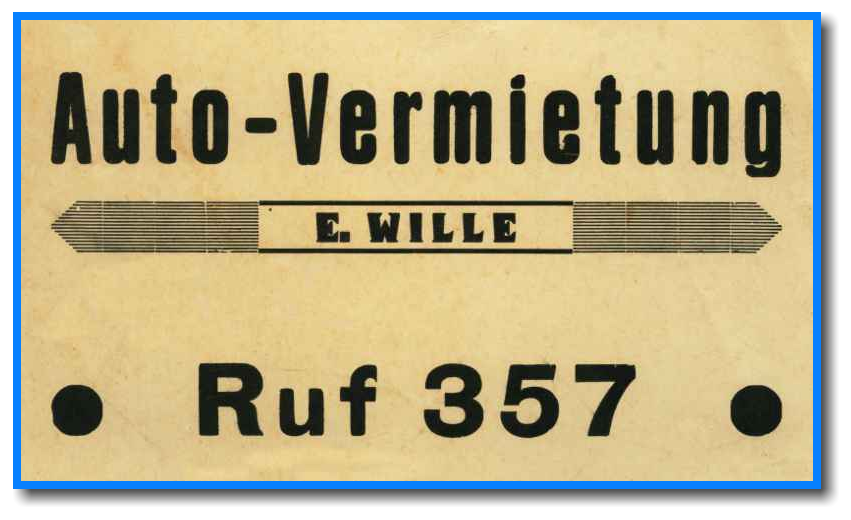 Auto-Vermietung
E. WILLE
Ruf 357